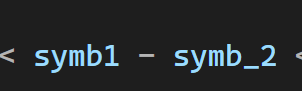 < symb1 - symb_2 <